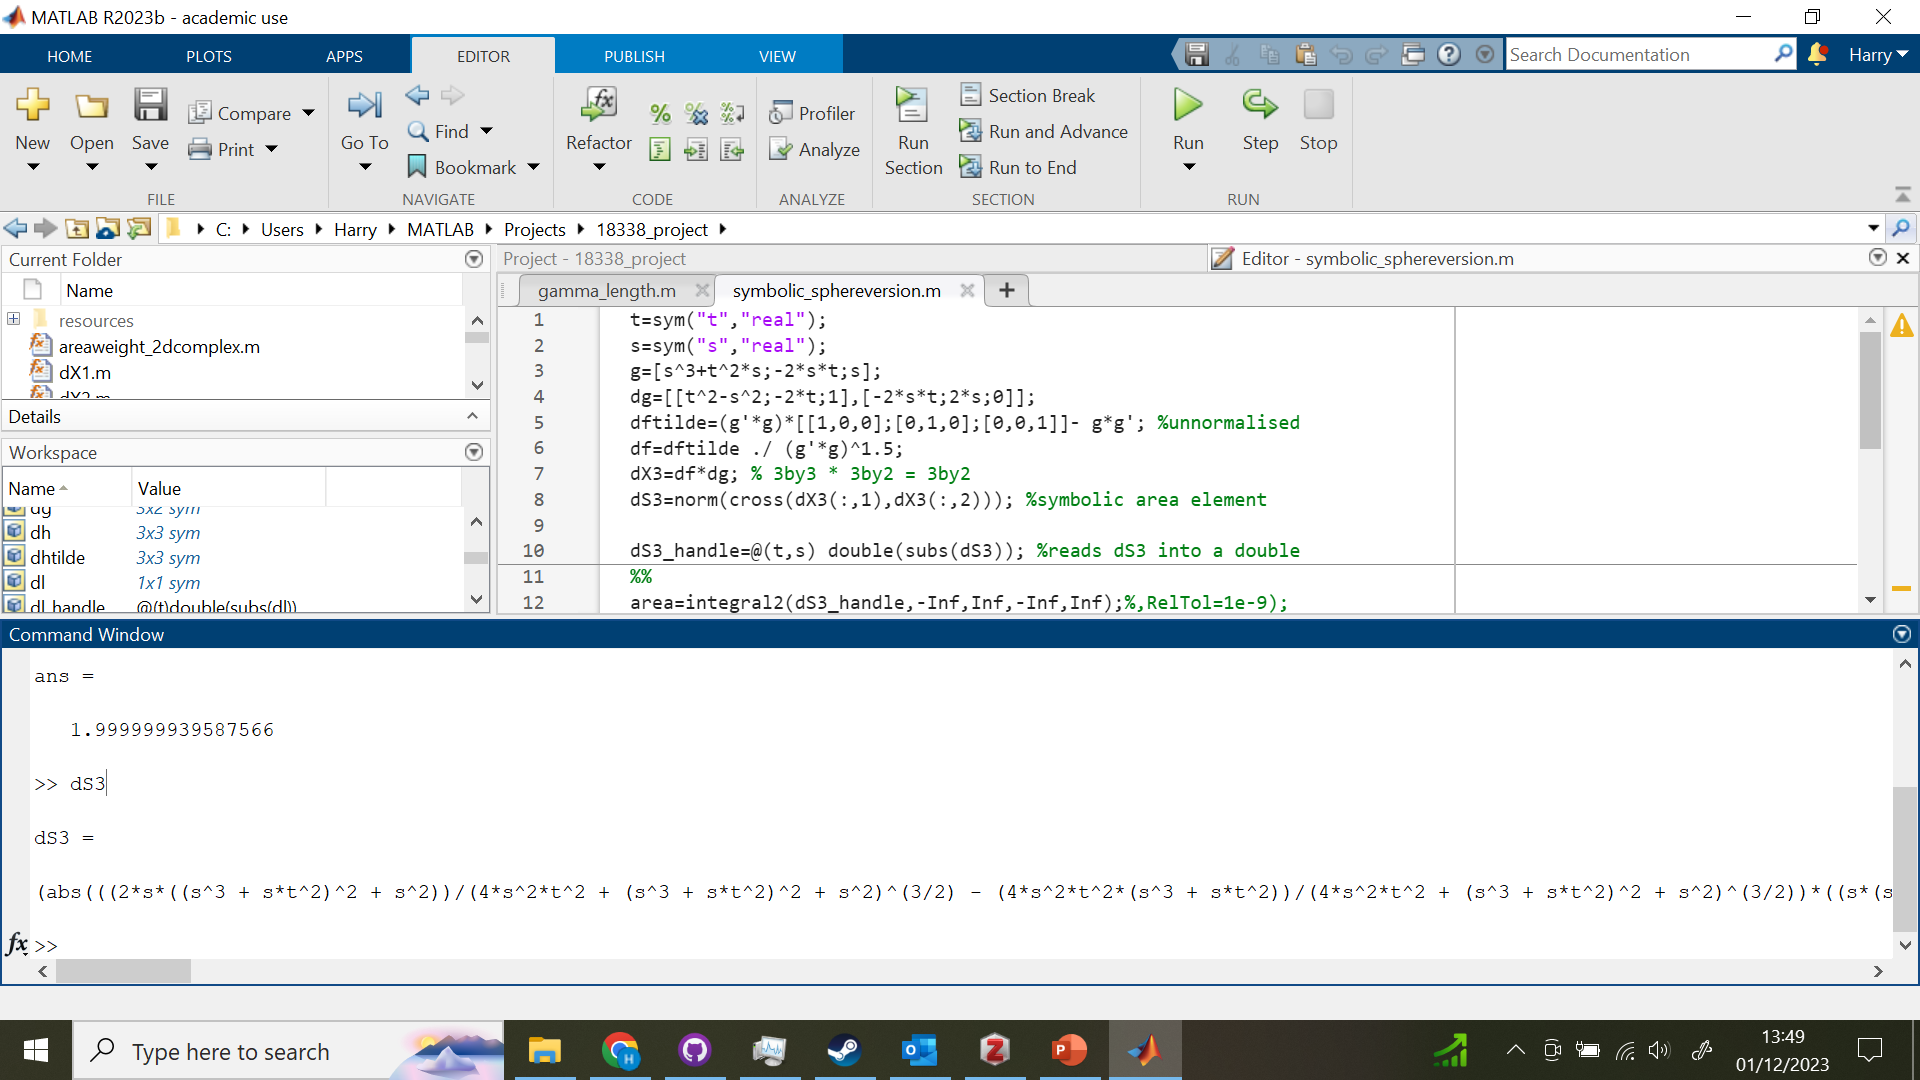 MATLAB R2023b - academic use
HOME PLOTS APPS EDITOR PUBLISH VIEW Search Documentation Harry
New Open Save Compare Print Go To Find Bookmark Refactor Profiler Analyze Run Section Section Break Run and Advance Run to End Run Step Stop
FILE NAVIGATE CODE ANALYZE SECTION RUN
C: Users Harry MATLAB Projects 18338_project
Current Folder
Name
resources
areaweight_2dcomplex.m
dX1.m
dX2.m
Details
Workspace
Name Value
dg 3x2 sym
dh 3x3 sym
dhtilde 3x3 sym
dl 1x1 sym
dl_handle @(t)double(subs(dl))
Project - 18338_project
Editor - symbolic_sphereversion.m
gamma_length.m symbolic_sphereversion.m +
1 t=sym("t","real");
2 s=sym("s","real");
3 g=[s^3+t^2*s;-2*s*t;s];
4 dg=[[t^2-s^2;-2*t;1],[-2*s*t;2*s;0]];
5 dftilde=(g'*g)*[[1,0,0];[0,1,0];[0,0,1]]- g*g'; %unnormalised
6 df=dftilde ./ (g'*g)^1.5;
7 dX3=df*dg; % 3by3 * 3by2 = 3by2
8 dS3=norm(cross(dX3(:,1),dX3(:,2))); %symbolic area element
9
10 dS3_handle=@(t,s) double(subs(dS3)); %reads dS3 into a double
11 %%
12 area=integral2(dS3_handle,-Inf,Inf,-Inf,Inf);%,RelTol=1e-9);
Command Window
ans =
1.999999939587566
>> dS3
dS3 =
(abs(((2*s*((s^3 + s*t^2)^2 + s^2))/(4*s^2*t^2 + (s^3 + s*t^2)^2 + s^2)^(3/2) - (4*s^2*t^2*(s^3 + s*t^2))/(4*s^2*t^2 + (s^3 + s*t^2)^2 + s^2)^(3/2))*((s*(s
fx >>
Type here to search
13:49
01/12/2023